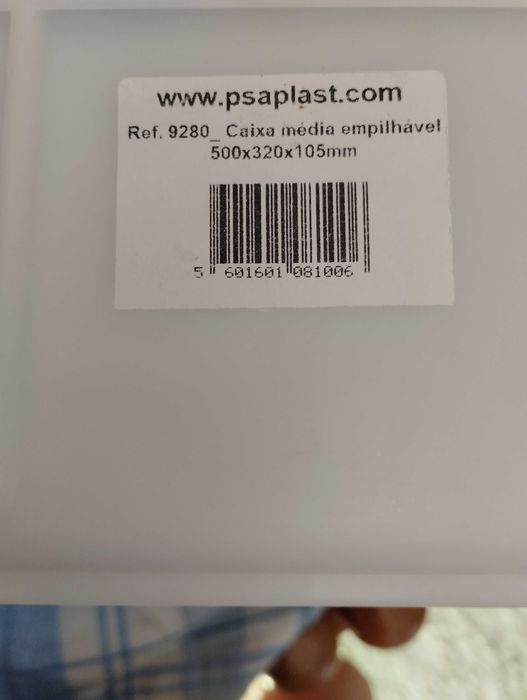 www.psaplast.com
Ref. 9280_ Caixa média empilhável
500x320x105mm
5 601601 081006